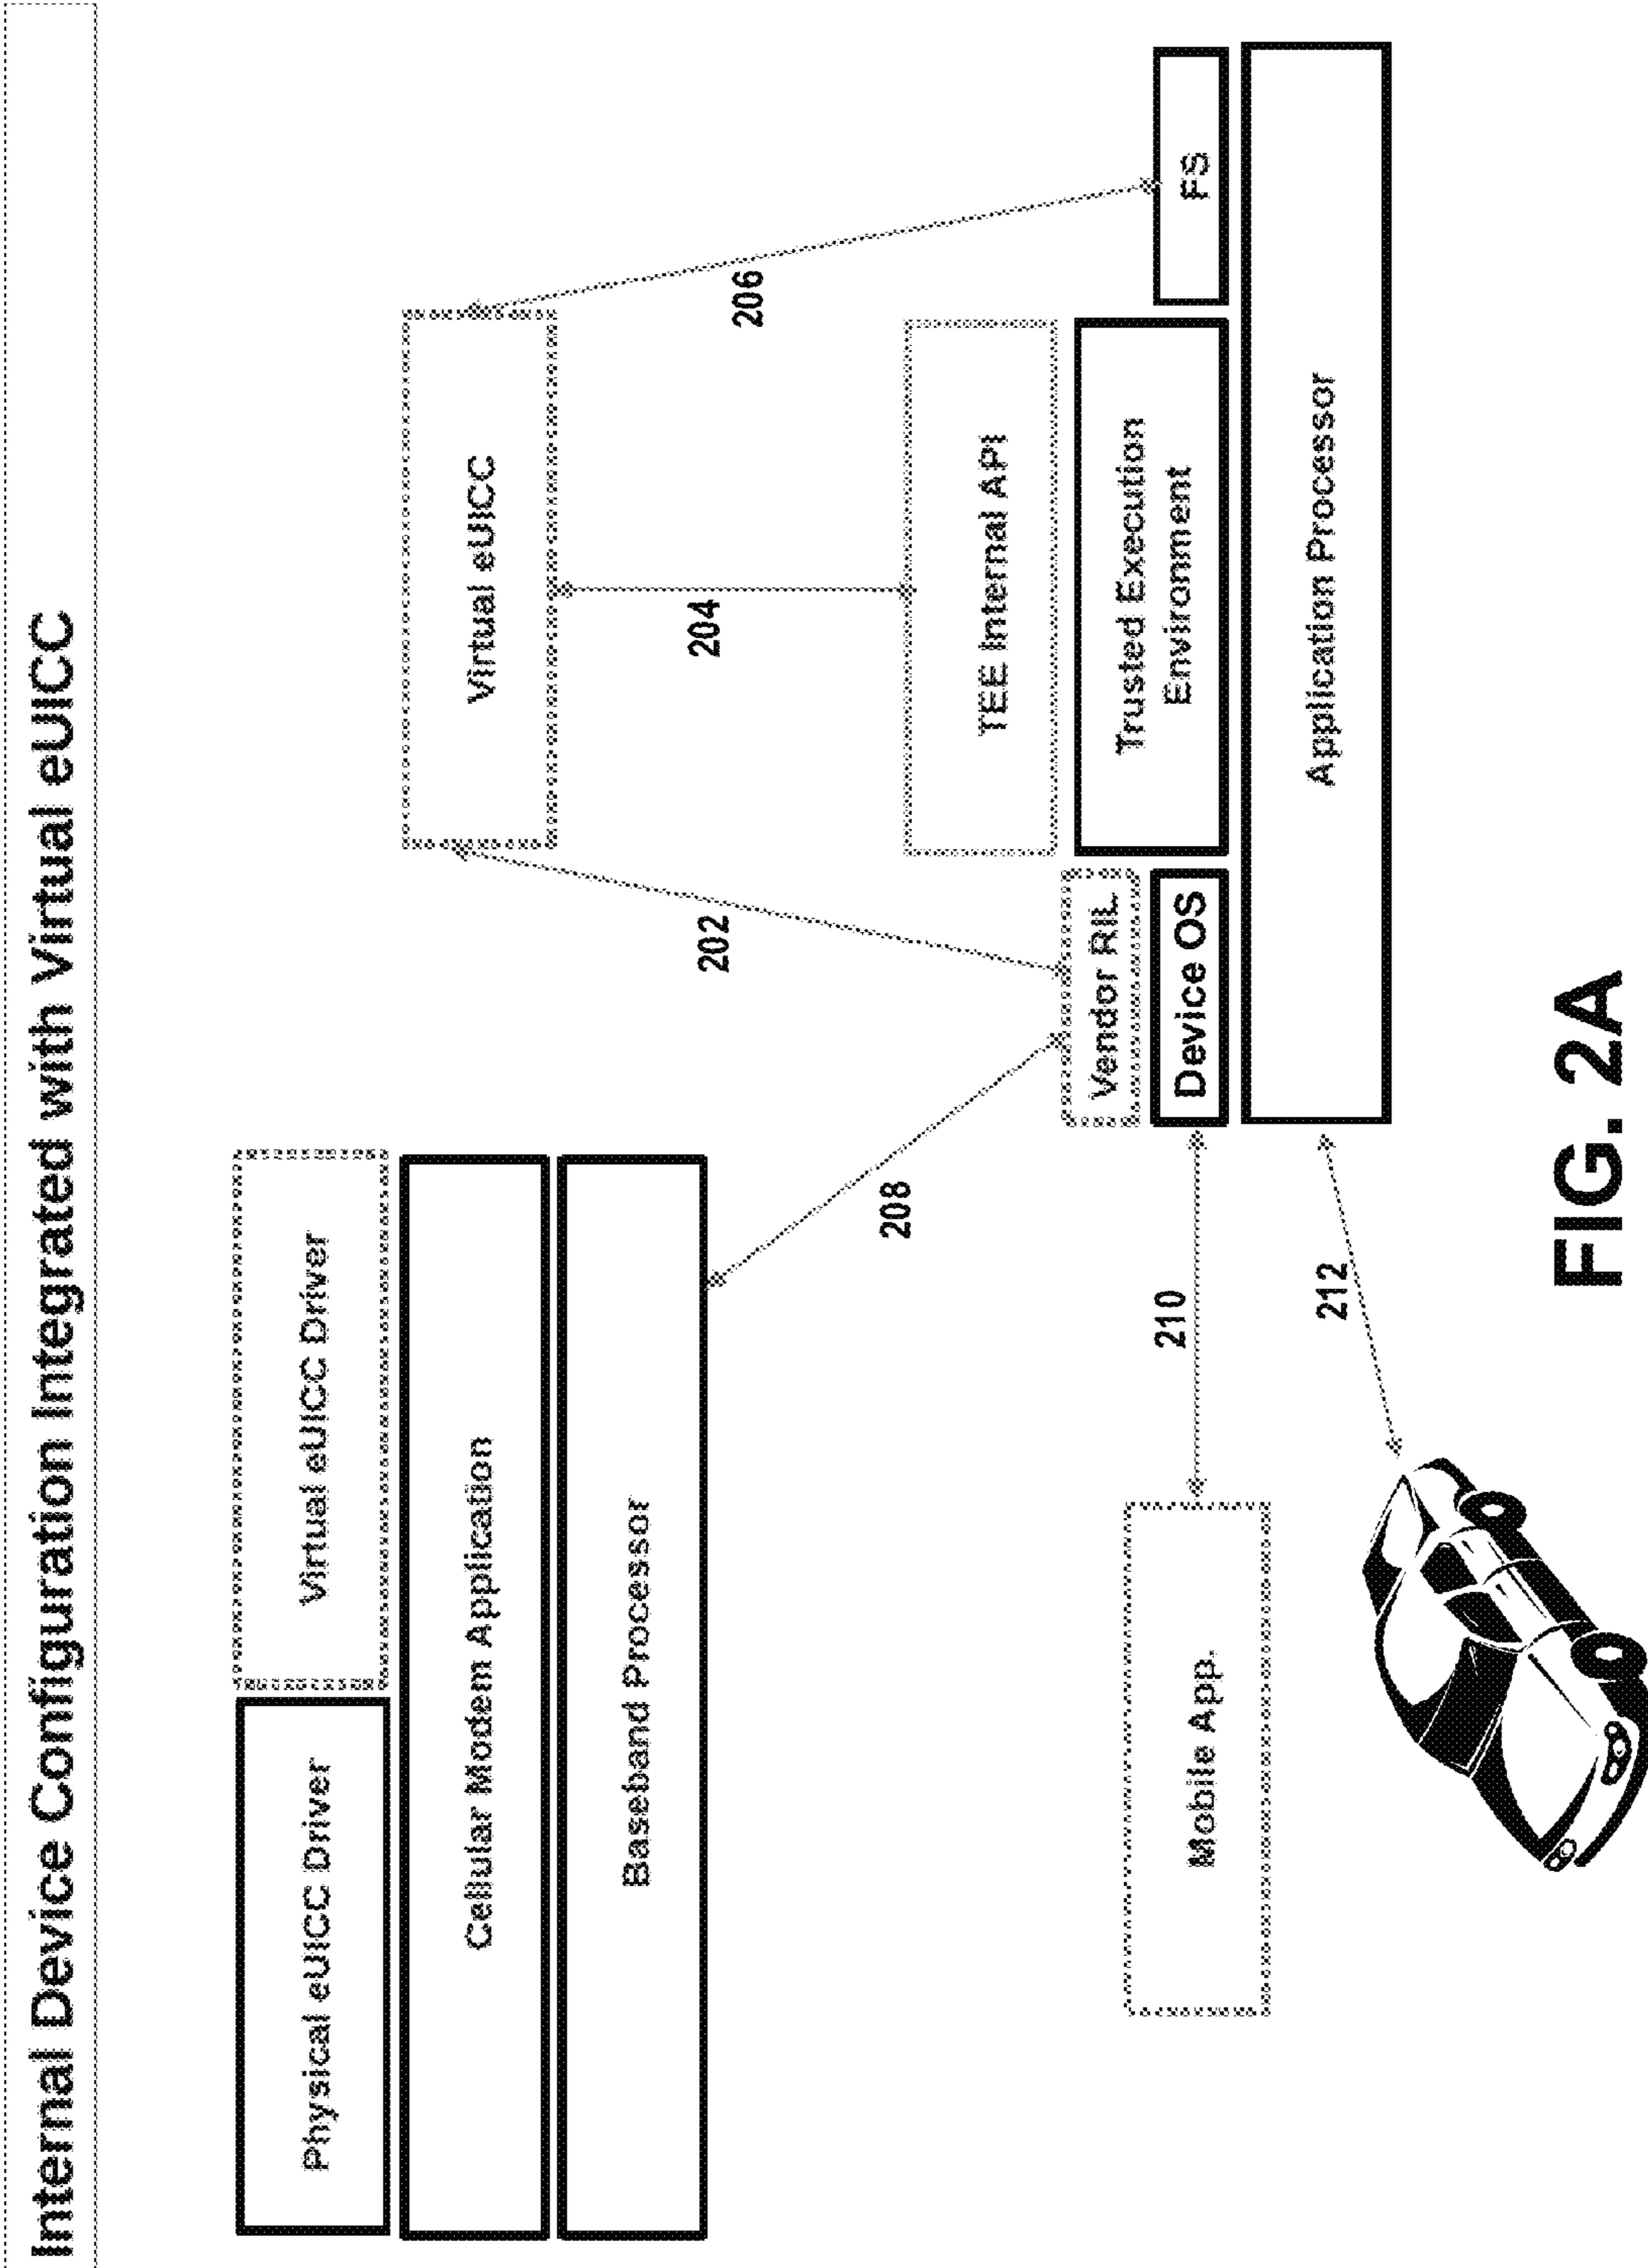 Internal Device Configuration Integrated with Virtual eUICC
Physical eUICC Driver
Virtual eUICC Driver
Cellular Modem Application
Baseband Processor
Virtual eUICC
202
204
206
208
TEE Internal API
Vendor RIL
Trusted Execution
Environment
Device OS
FS
Application Processor
Mobile App.
210
212
FIG. 2A